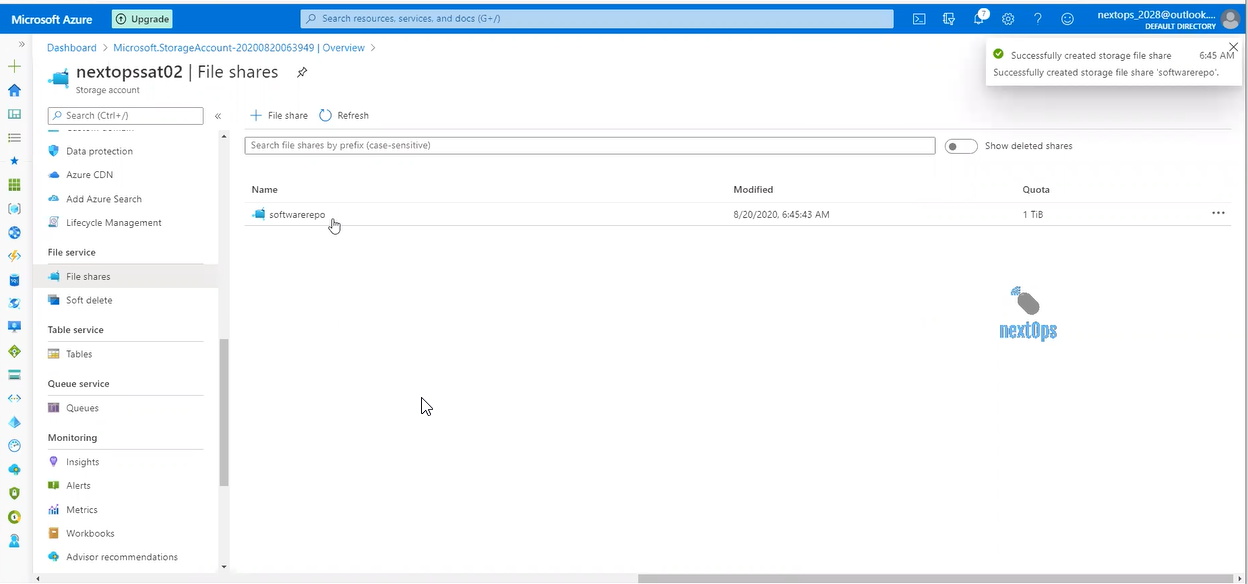 Microsoft Azure
Upgrade
Search resources, services, and docs (G+/)
7
nextops_2028@outlook....
DEFAULT DIRECTORY
Dashboard > Microsoft.StorageAccount-20200820063949 | Overview >
Successfully created storage file share 6:45 AM
Successfully created storage file share 'softwarerepo'.
nextopssat02 | File shares
Storage account
Search (Ctrl+/)
File share
Refresh
Search file shares by prefix (case-sensitive)
Show deleted shares
Custom domain
Data protection
Azure CDN
Add Azure Search
Lifecycle Management
File service
File shares
Soft delete
Table service
Tables
Queue service
Queues
Monitoring
Insights
Alerts
Metrics
Workbooks
Advisor recommendations
Name Modified Quota
softwarerepo 8/20/2020, 6:45:43 AM 1 TiB
nextOps